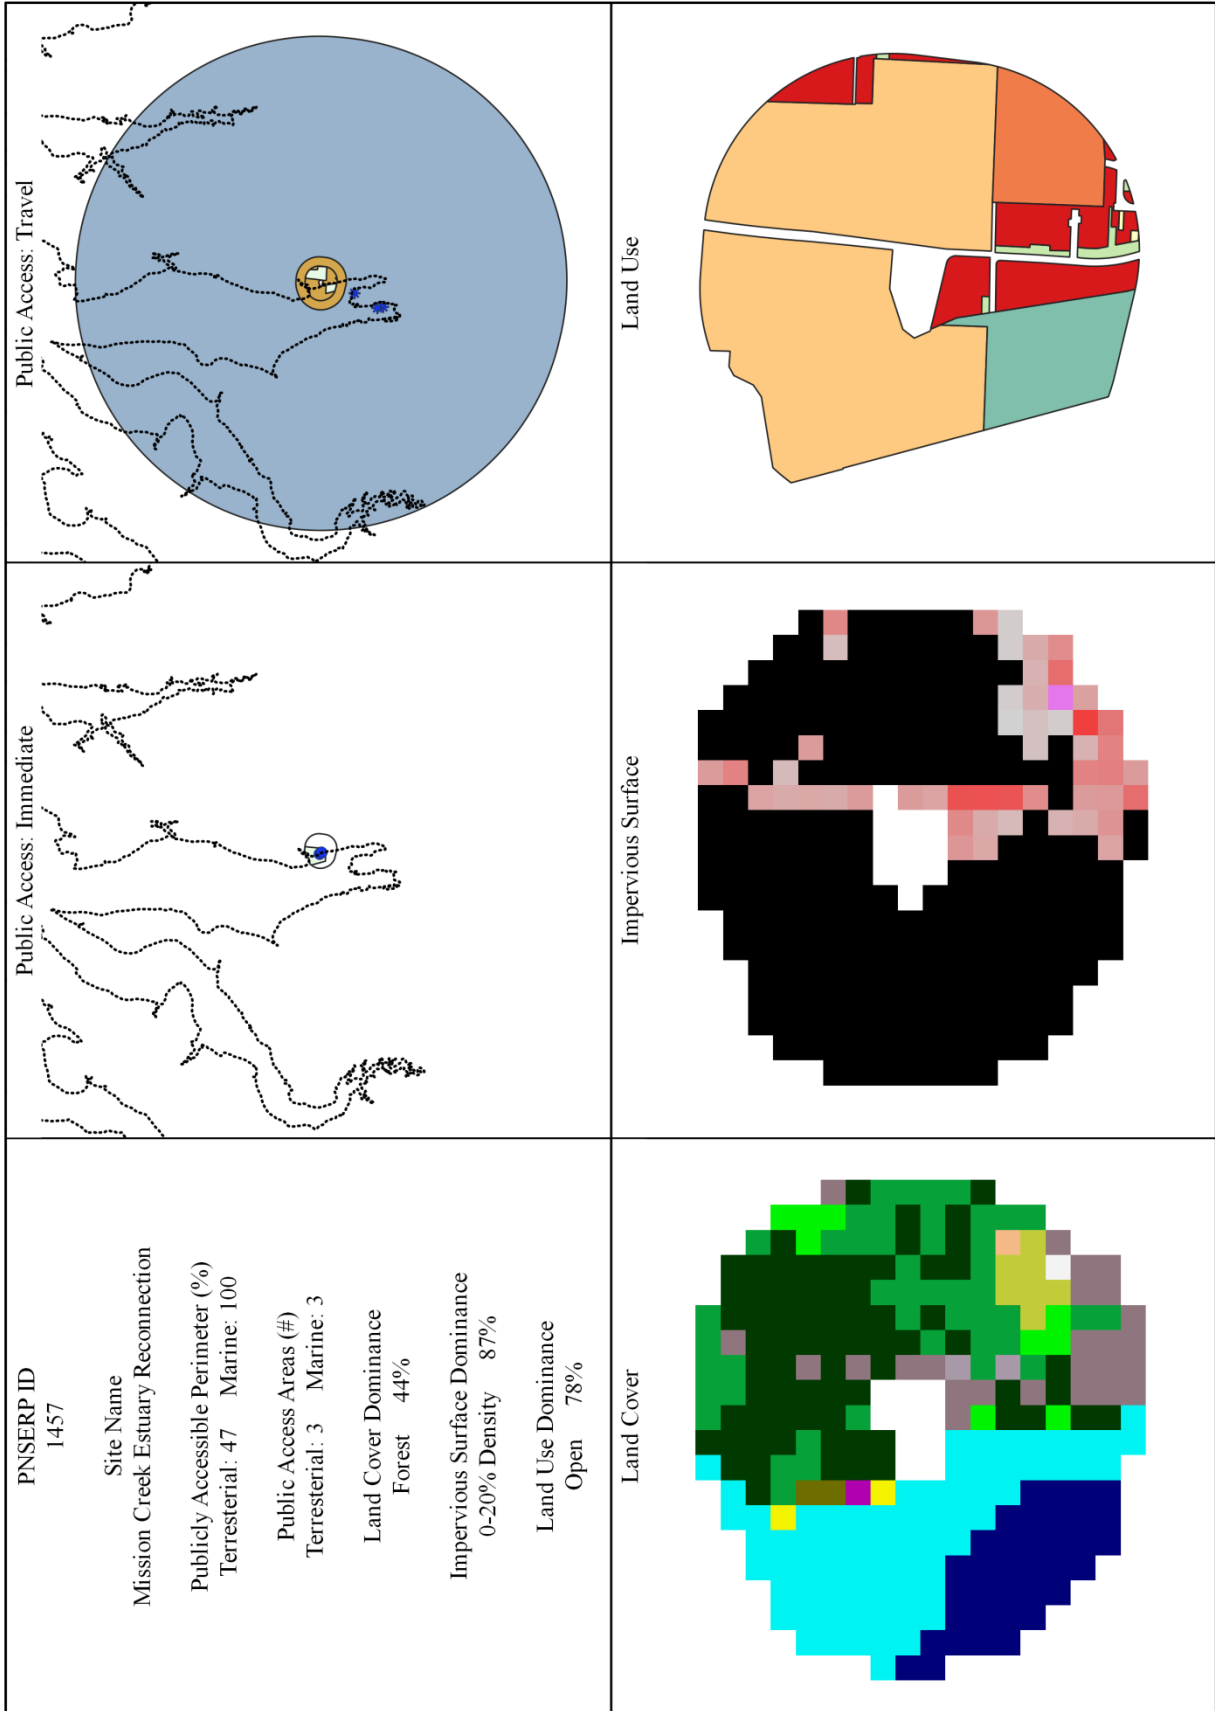 PNSERP ID
1457
Site Name
Mission Creek Estuary Reconnection
Publicly Accessible Perimeter (%)
Terresterial: 47 Marine: 100
Public Access Areas (#)
Terresterial: 3 Marine: 3
Land Cover Dominance
Forest 44%
Impervious Surface Dominance
0-20% Density 87%
Land Use Dominance
Open 78%
Public Access: Immediate
Public Access: Travel
Land Cover
Impervious Surface
Land Use